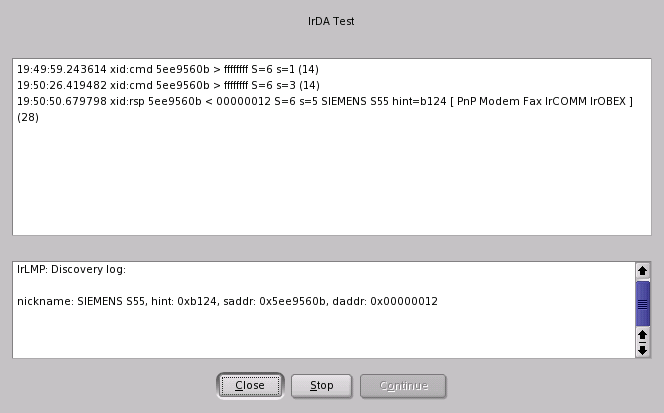 IrDA Test
19:49:59.243614 xid:cmd 5ee9560b > ffffffff S=6 s=1 (14)
19:50:26.419482 xid:cmd 5ee9560b > ffffffff S=6 s=3 (14)
19:50:50.679798 xid:rsp 5ee9560b < 00000012 S=6 s=5 SIEMENS S55 hint=b124 [ PnP Modem Fax IrCOMM IrOBEX ]
(28)
IrLMP: Discovery log:
nickname: SIEMENS S55, hint: 0xb124, saddr: 0x5ee9560b, daddr: 0x00000012
Close Stop Continue